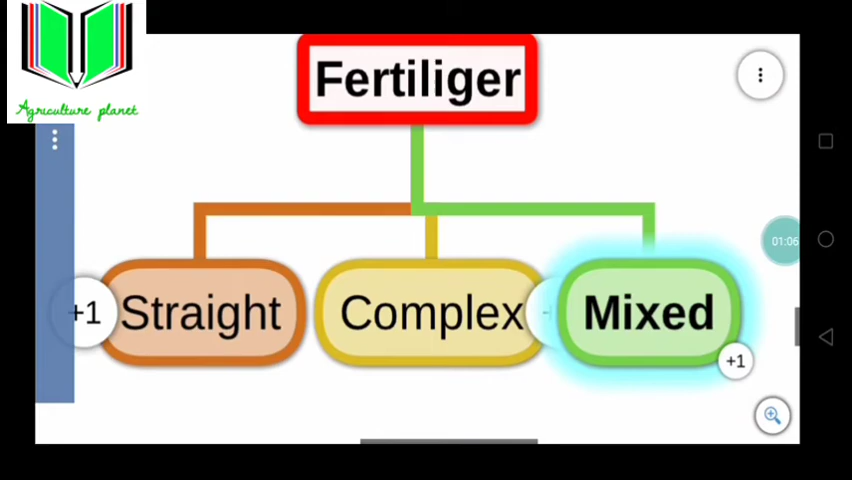 Agriculture planet
Fertiliger
01:06
+1 Straight Complex Mixed
+1